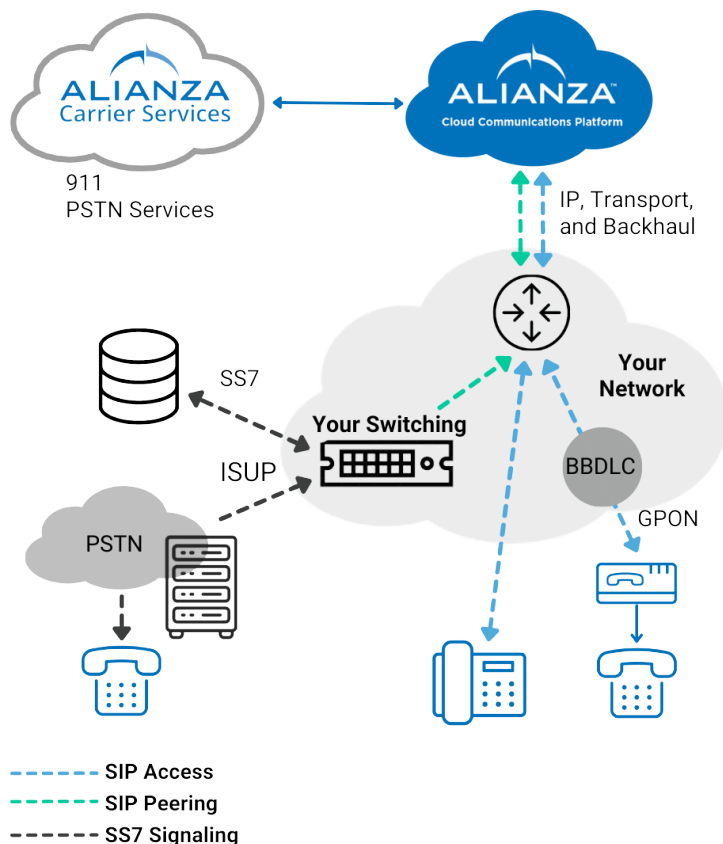 ALIANZA
Carrier Services
911
PSTN Services
ALIANZA™
Cloud Communications Platform
IP, Transport,
and Backhaul
Your
Network
SS7
Your Switching
ISUP
BBDLC
GPON
PSTN
SIP Access
SIP Peering
SS7 Signaling